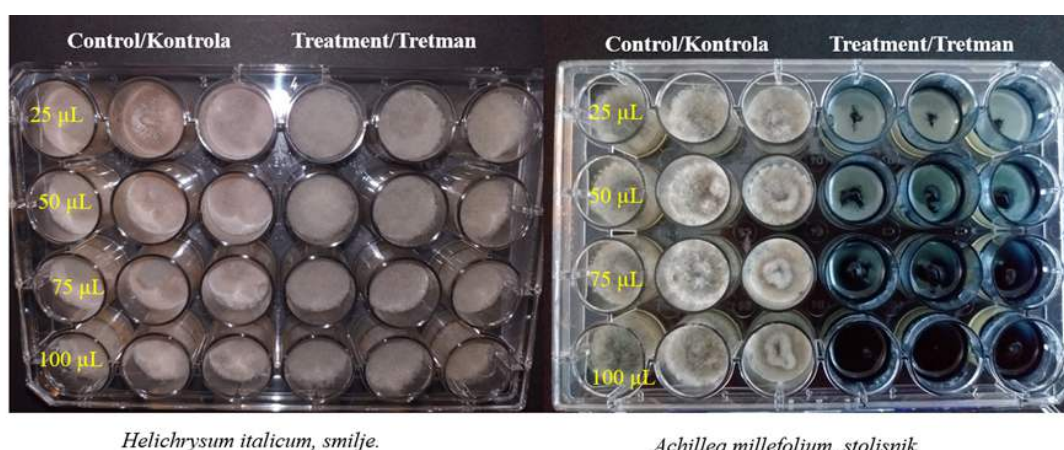 Control/Kontrola Treatment/Tretman
25 µL
50 µL
75 µL
100 µL
Helichrysum italicum, smilje.
Control/Kontrola Treatment/Tretman
25 µL
50 µL
75 µL
100 µL
Achillea millefolium, stolisnik